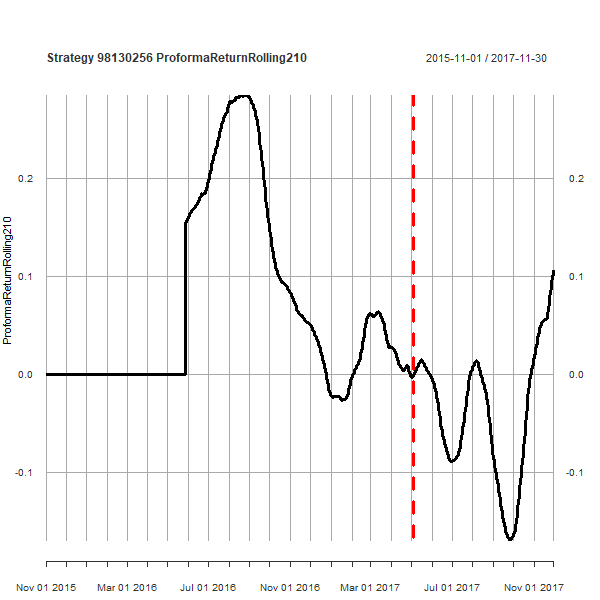 Strategy 98130256 ProformaReturnRolling210
2015-11-01 / 2017-11-30
ProformaReturnRolling210
0.2
0.1
0.0
-0.1
0.2
0.1
0.0
-0.1
Nov 01 2015
Mar 01 2016
Jul 01 2016
Nov 01 2016
Mar 01 2017
Jul 01 2017
Nov 01 2017